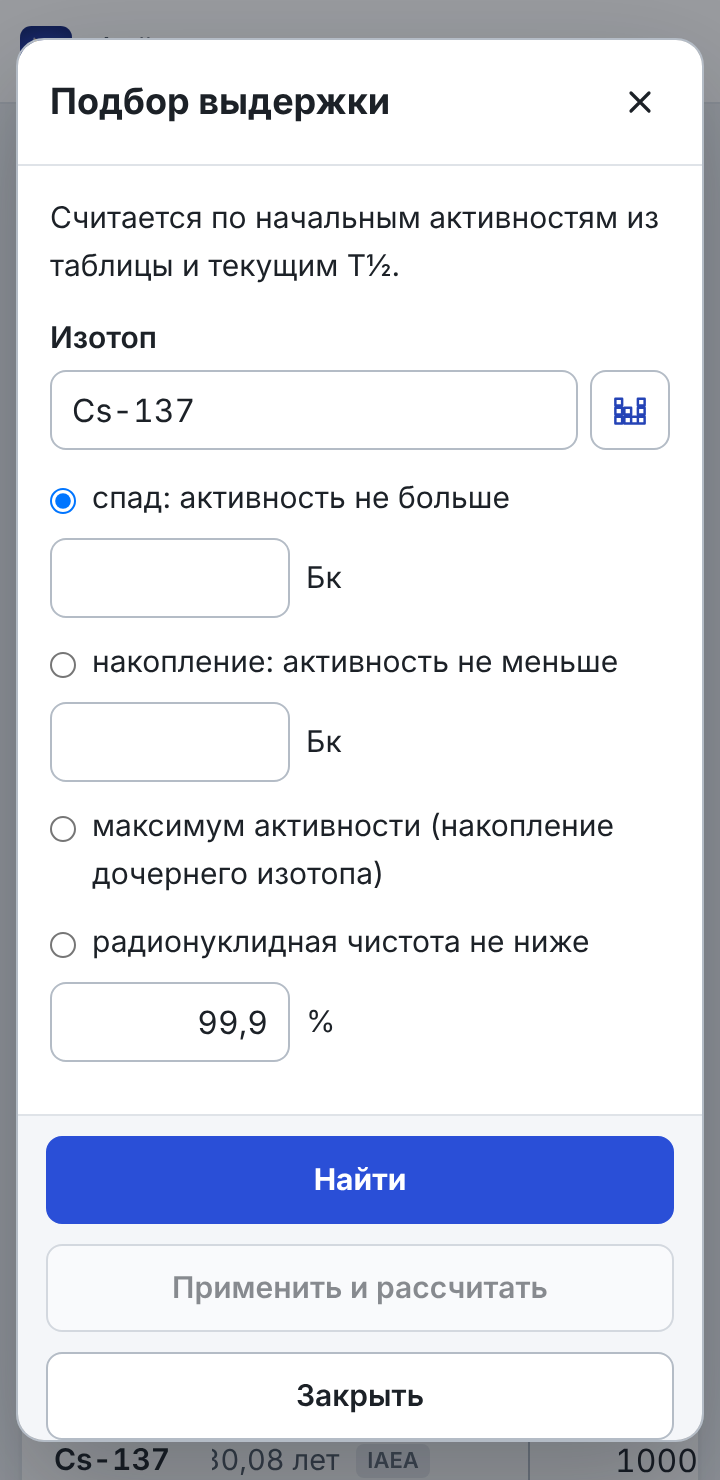 Подбор выдержки
Считается по начальным активностям из
таблицы и текущим T½.
Изотоп
Cs-137
спад: активность не больше
Бк
накопление: активность не меньше
Бк
максимум активности (накопление
дочернего изотопа)
радионуклидная чистота не ниже
99,9 %
Найти
Применить и рассчитать
Закрыть
Cs-137 30,08 лет IAEA 1000